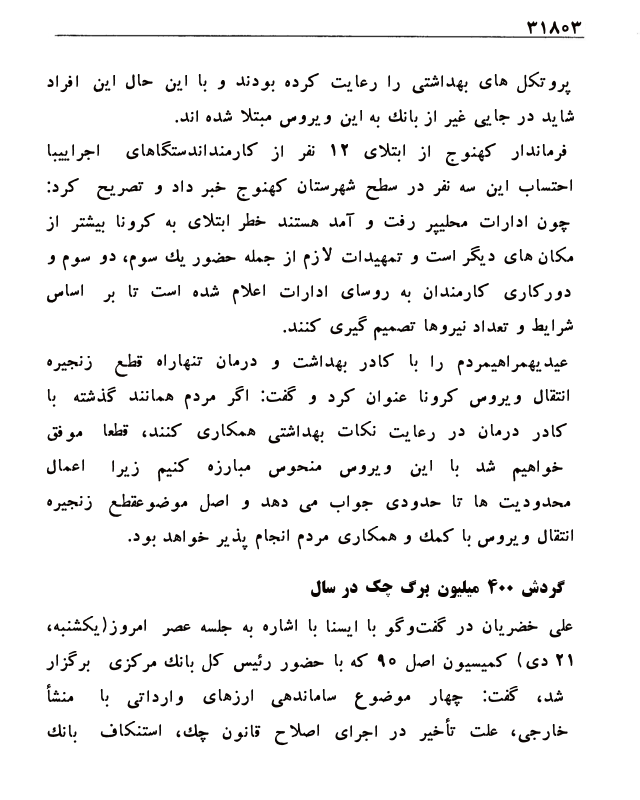 ۳۱۸۰۳
پروتکل های بهداشتی را رعایت کرده بودند و با این حال این افراد
شاید در جایی غیر از بانك به این ویروس مبتلا شده اند.
فرماندار کهنوج از ابتلای ۱۲ نفر از کارمنداندستگاهای اجراییبا
احتساب این سه نفر در سطح شهرستان کهنوج خبر داد و تصریح کرد:
چون ادارات محلیپر رفت و آمد هستند خطر ابتلای به کرونا بیشتر از
مکان های دیگر است و تمهیدات لازم از جمله حضور یك سوم، دو سوم و
دورکاری کارمندان به روسای ادارات اعلام شده است تا بر اساس
شرایط و تعداد نیروها تصمیم گیری کنند.
عیدیهمراهیمردم را با کادر بهداشت و درمان تنهاراه قطع زنجیره
انتقال ویروس کرونا عنوان کرد و گفت: اگر مردم همانند گذشته با
کادر درمان در رعایت نکات بهداشتی همکاری کنند، قطعا موفق
خواهیم شد با این ویروس منحوس مبارزه کنیم زیرا اعمال
محدودیت ها تا حدودی جواب می دهد و اصل موضوعقطع زنجیره
انتقال ویروس با کمك و همکاری مردم انجام پذیر خواهد بود.
گردش ۴۰۰ میلیون برگ چک در سال
علی خضریان در گفت‌وگو با ایسنا با اشاره به جلسه عصر امروز(یکشنبه،
۲۱ دی) کمیسیون اصل ۹۰ که با حضور رئیس کل بانك مرکزی برگزار
شد، گفت: چهار موضوع ساماندهی ارزهای وارداتی با منشأ
خارجی، علت تأخیر در اجرای اصلاح قانون چك، استنکاف بانك